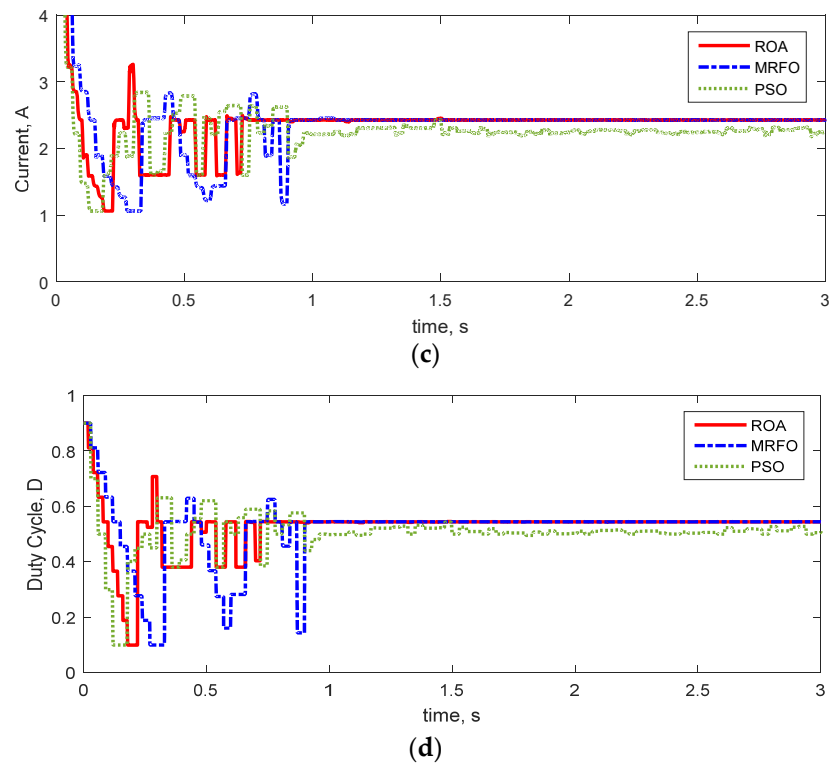 4
3
2
1
0
Current, A
ROA
MRFO
PSO
0 0.5 1 1.5 2 2.5 3
time, s
(c)
1
0.8
0.6
0.4
0.2
0
Duty Cycle, D
ROA
MRFO
PSO
0 0.5 1 1.5 2 2.5 3
time, s
(d)